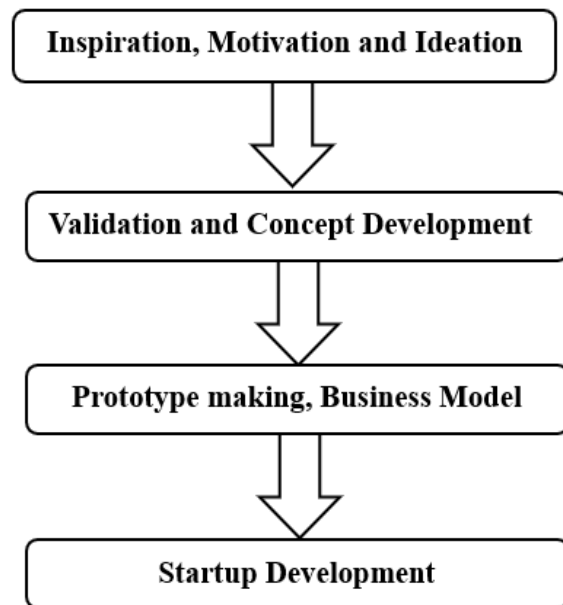 Inspiration, Motivation and Ideation
Validation and Concept Development
Prototype making, Business Model
Startup Development